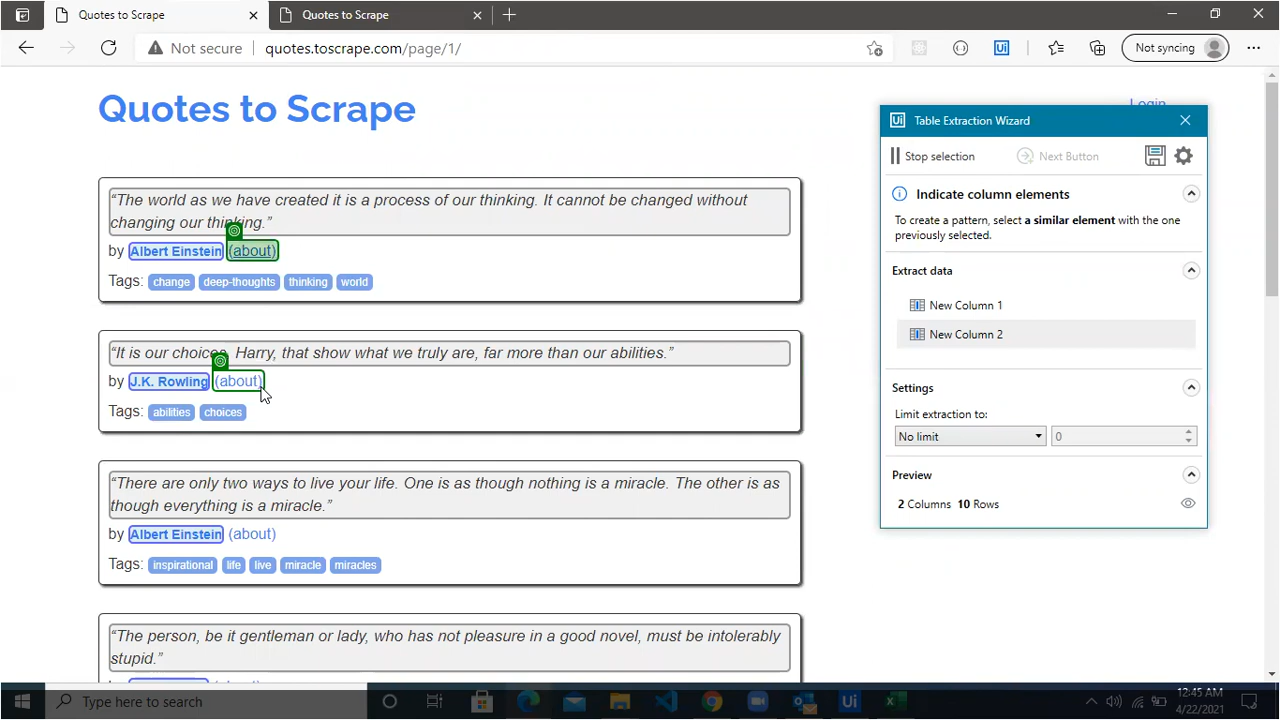 Quotes to Scrape
Quotes to Scrape
Not secure
quotes.toscrape.com/page/1/
Not syncing
Quotes to Scrape
Login
“The world as we have created it is a process of our thinking. It cannot be changed without
changing our thinking.”
by Albert Einstein (about)
Tags: change deep-thoughts thinking world
“It is our choices, Harry, that show what we truly are, far more than our abilities.”
by J.K. Rowling (about)
Tags: abilities choices
“There are only two ways to live your life. One is as though nothing is a miracle. The other is as
though everything is a miracle.”
by Albert Einstein (about)
Tags: inspirational life live miracle miracles
“The person, be it gentleman or lady, who has not pleasure in a good novel, must be intolerably
stupid.”
Ui Table Extraction Wizard
Stop selection
Next Button
Indicate column elements
To create a pattern, select a similar element with the one
previously selected.
Extract data
New Column 1
New Column 2
Settings
Limit extraction to:
No limit
0
Preview
2 Columns 10 Rows
Type here to search
12:45 AM
4/22/2021